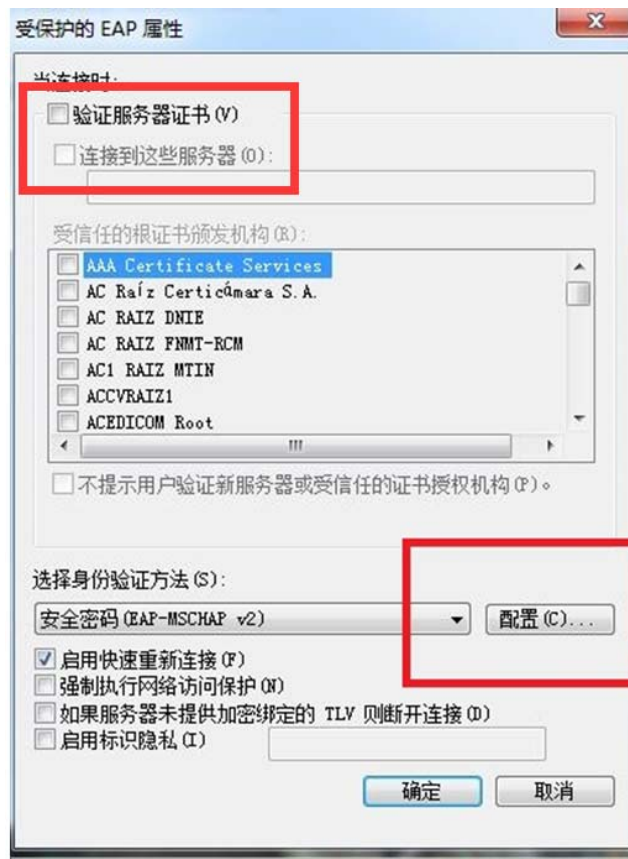 受保护的 EAP 属性
当连接时:
验证服务器证书(V)
连接到这些服务器(O):
受信任的根证书颁发机构(R):
AAA Certificate Services
AC Raíz Certicámara S.A.
AC RAIZ DNIE
AC RAIZ FNMT-RCM
AC1 RAIZ MTIN
ACCVRAIZ1
ACEDICOM Root
不提示用户验证新服务器或受信任的证书授权机构(P)。
选择身份验证方法(S):
安全密码(EAP-MSCHAP v2) 配置(C)...
启用快速重新连接(F)
强制执行网络访问保护(N)
如果服务器未提供加密绑定的 TLV 则断开连接(D)
启用标识隐私(I)
确定 取消